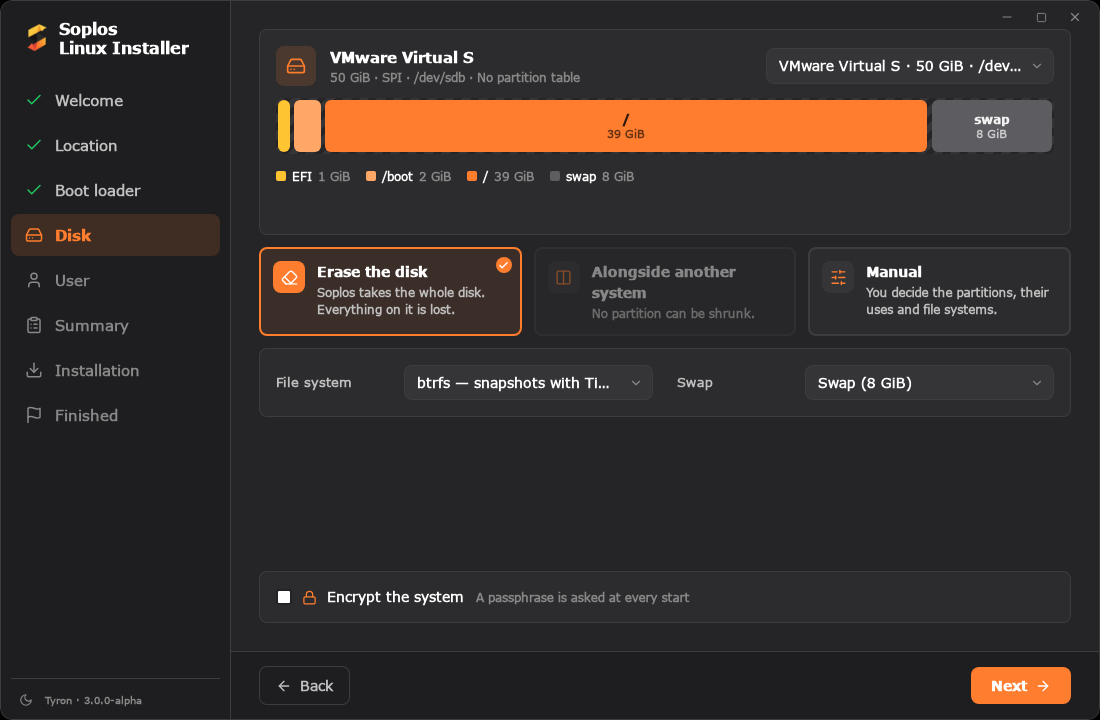 Soplos
Linux Installer
Welcome
Location
Boot loader
Disk
User
Summary
Installation
Finished
Tyron · 3.0.0-alpha
VMware Virtual S
50 GiB · SPI · /dev/sdb · No partition table
VMware Virtual S · 50 GiB · /dev...
/
39 GiB
swap
8 GiB
EFI 1 GiB /boot 2 GiB / 39 GiB swap 8 GiB
Erase the disk
Soplos takes the whole disk.
Everything on it is lost.
Alongside another
system
No partition can be shrunk.
Manual
You decide the partitions, their
uses and file systems.
File system
btrfs — snapshots with Ti...
Swap
Swap (8 GiB)
Encrypt the system A passphrase is asked at every start
Back
Next